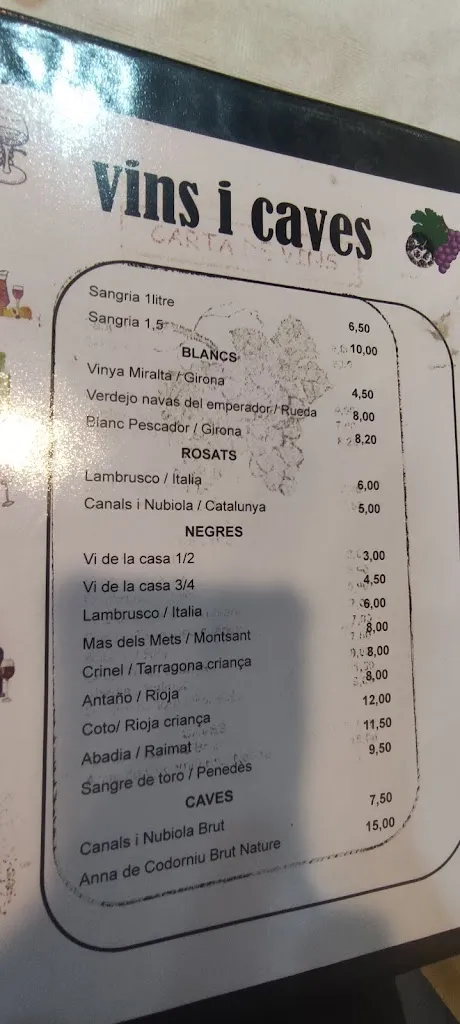 vins i caves
CARTA DE VINS
Sangria 1litre 6,50
Sangria 1,5 10,00
BLANCS
Vinya Miralta / Girona 4,50
Verdejo navas del emperador / Rueda 8,00
Blanc Pescador / Girona 8,20
ROSATS
Lambrusco / Italia 6,00
Canals i Nubiola / Catalunya 5,00
NEGRES
Vi de la casa 1/2 3,00
Vi de la casa 3/4 4,50
Lambrusco / Italia 6,00
Mas dels Mets / Montsant 8,00
Crinel / Tarragona criança 8,00
Antaño / Rioja 8,00
Coto/ Rioja criança 12,00
Abadia / Raimat 11,50
Sangre de toro / Penedès 9,50
CAVES
Canals i Nubiola Brut 7,50
Anna de Codorniu Brut Nature 15,00